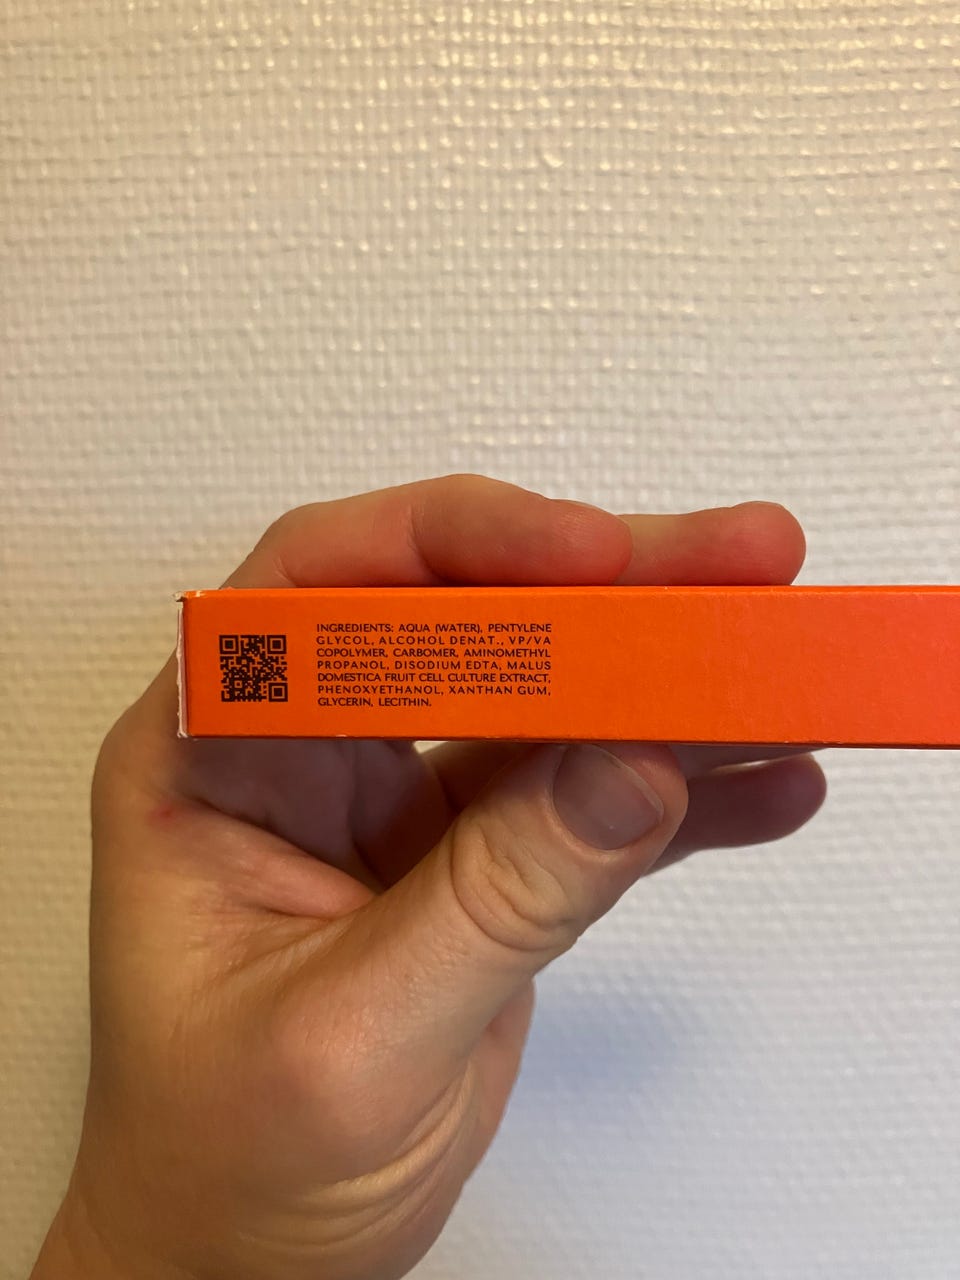 INGREDIENTS: AQUA (WATER), PENTYLENE
GLYCOL, ALCOHOL DENAT., VP/VA
COPOLYMER, CARBOMER, AMINOMETHYL
PROPANOL, DISODIUM EDTA, MALUS
DOMESTICA FRUIT CELL CULTURE EXTRACT,
PHENOXYETHANOL, XANTHAN GUM,
GLYCERIN, LECITHIN.